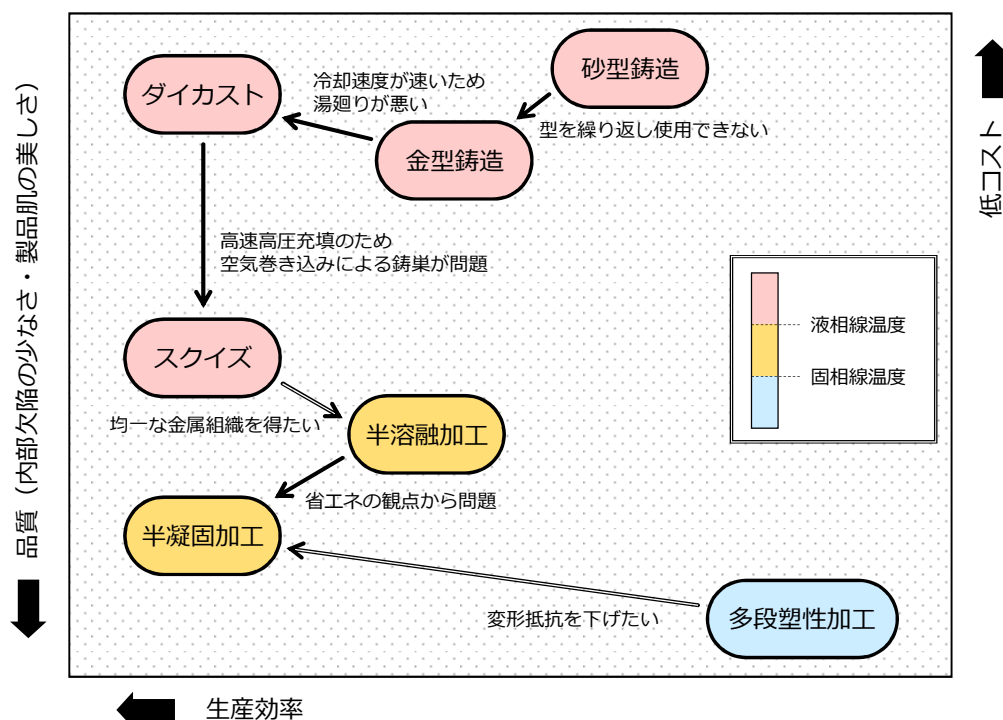 砂型鋳造
ダイカスト
冷却速度が速いため
湯廻りが悪い
型を繰り返し使用できない
金型鋳造
低コスト
品質（内部欠陥の少なさ・製品肌の美しさ）
高速高圧充填のため
空気巻き込みによる鋳巣が問題
液相線温度
固相線温度
スクイズ
均一な金属組織を得たい
半溶融加工
省エネの観点から問題
半凝固加工
変形抵抗を下げたい
多段塑性加工
生産効率